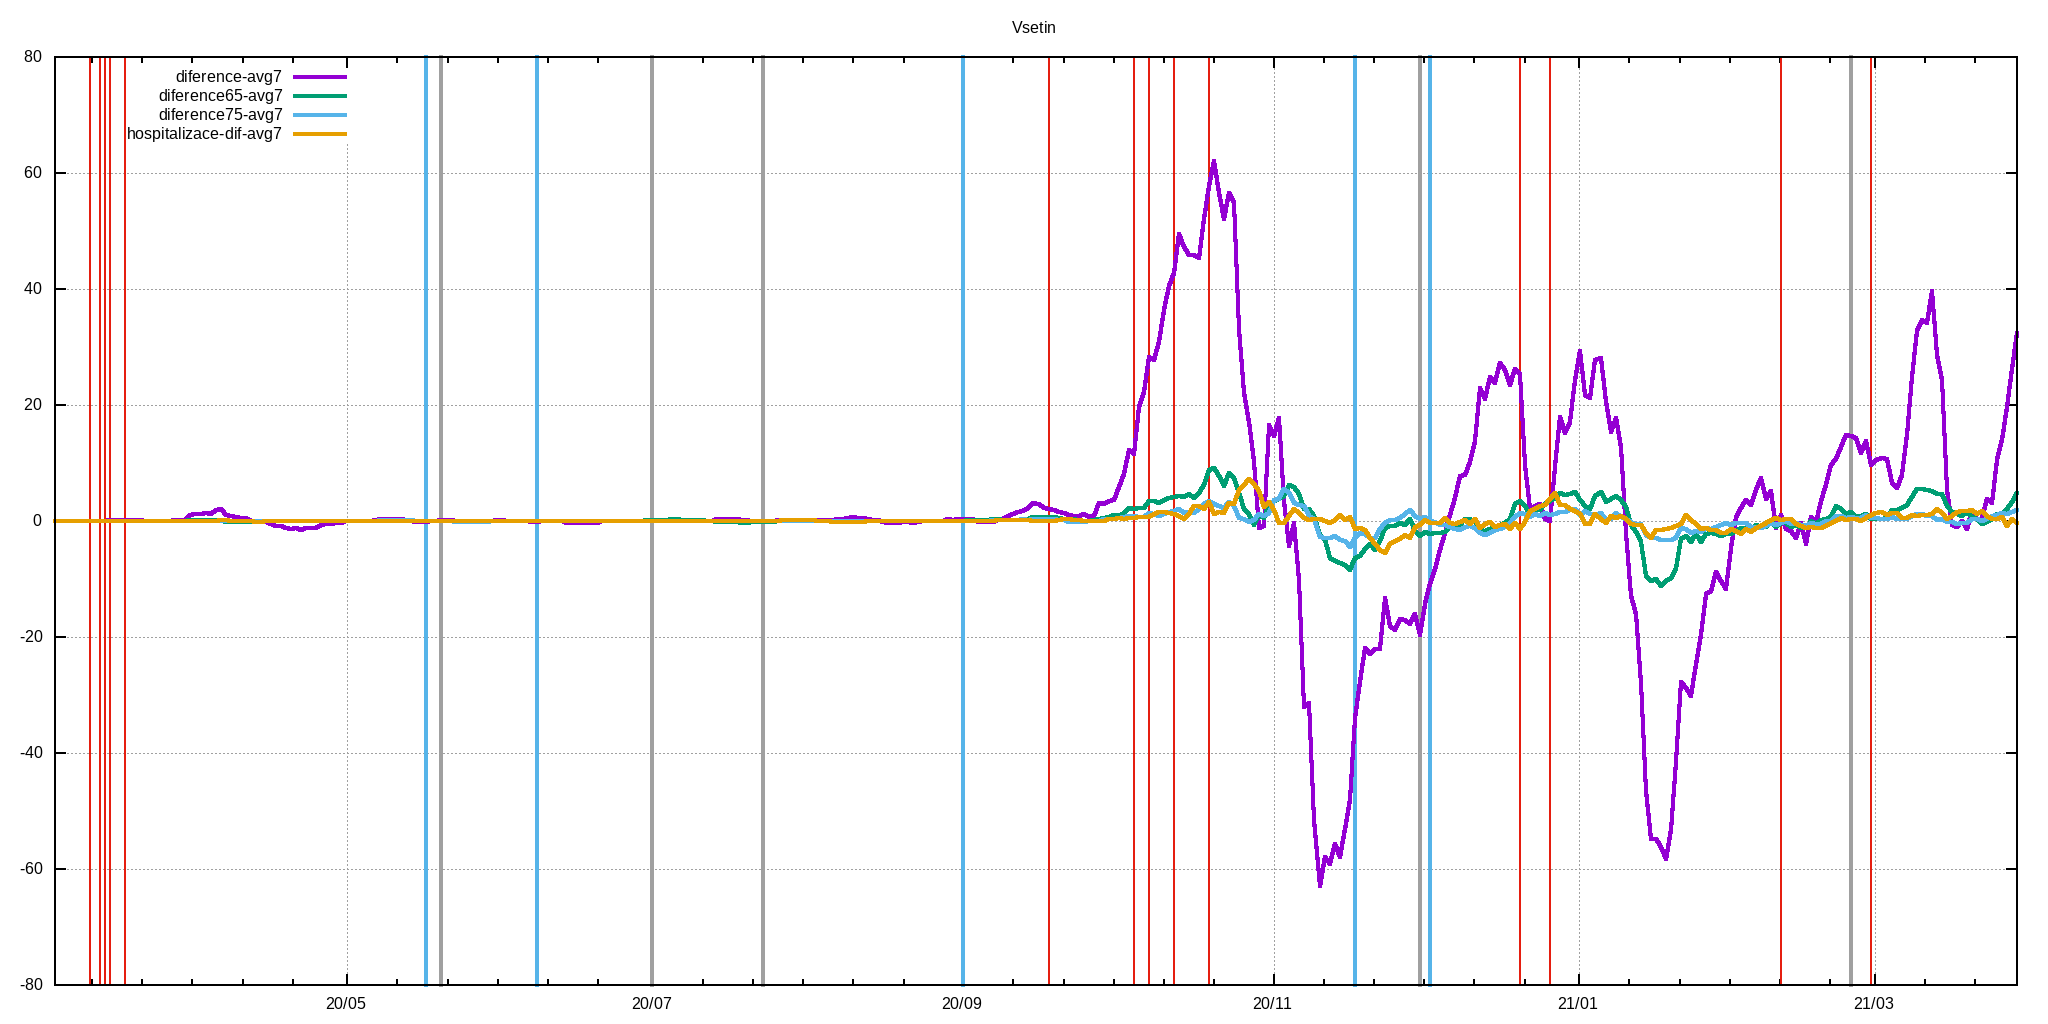 Vsetin
diference-avg7
diference65-avg7
diference75-avg7
hospitalizace-dif-avg7
80
60
40
20
0
-20
-40
-60
-80
20/05 20/07 20/09 20/11 21/01 21/03